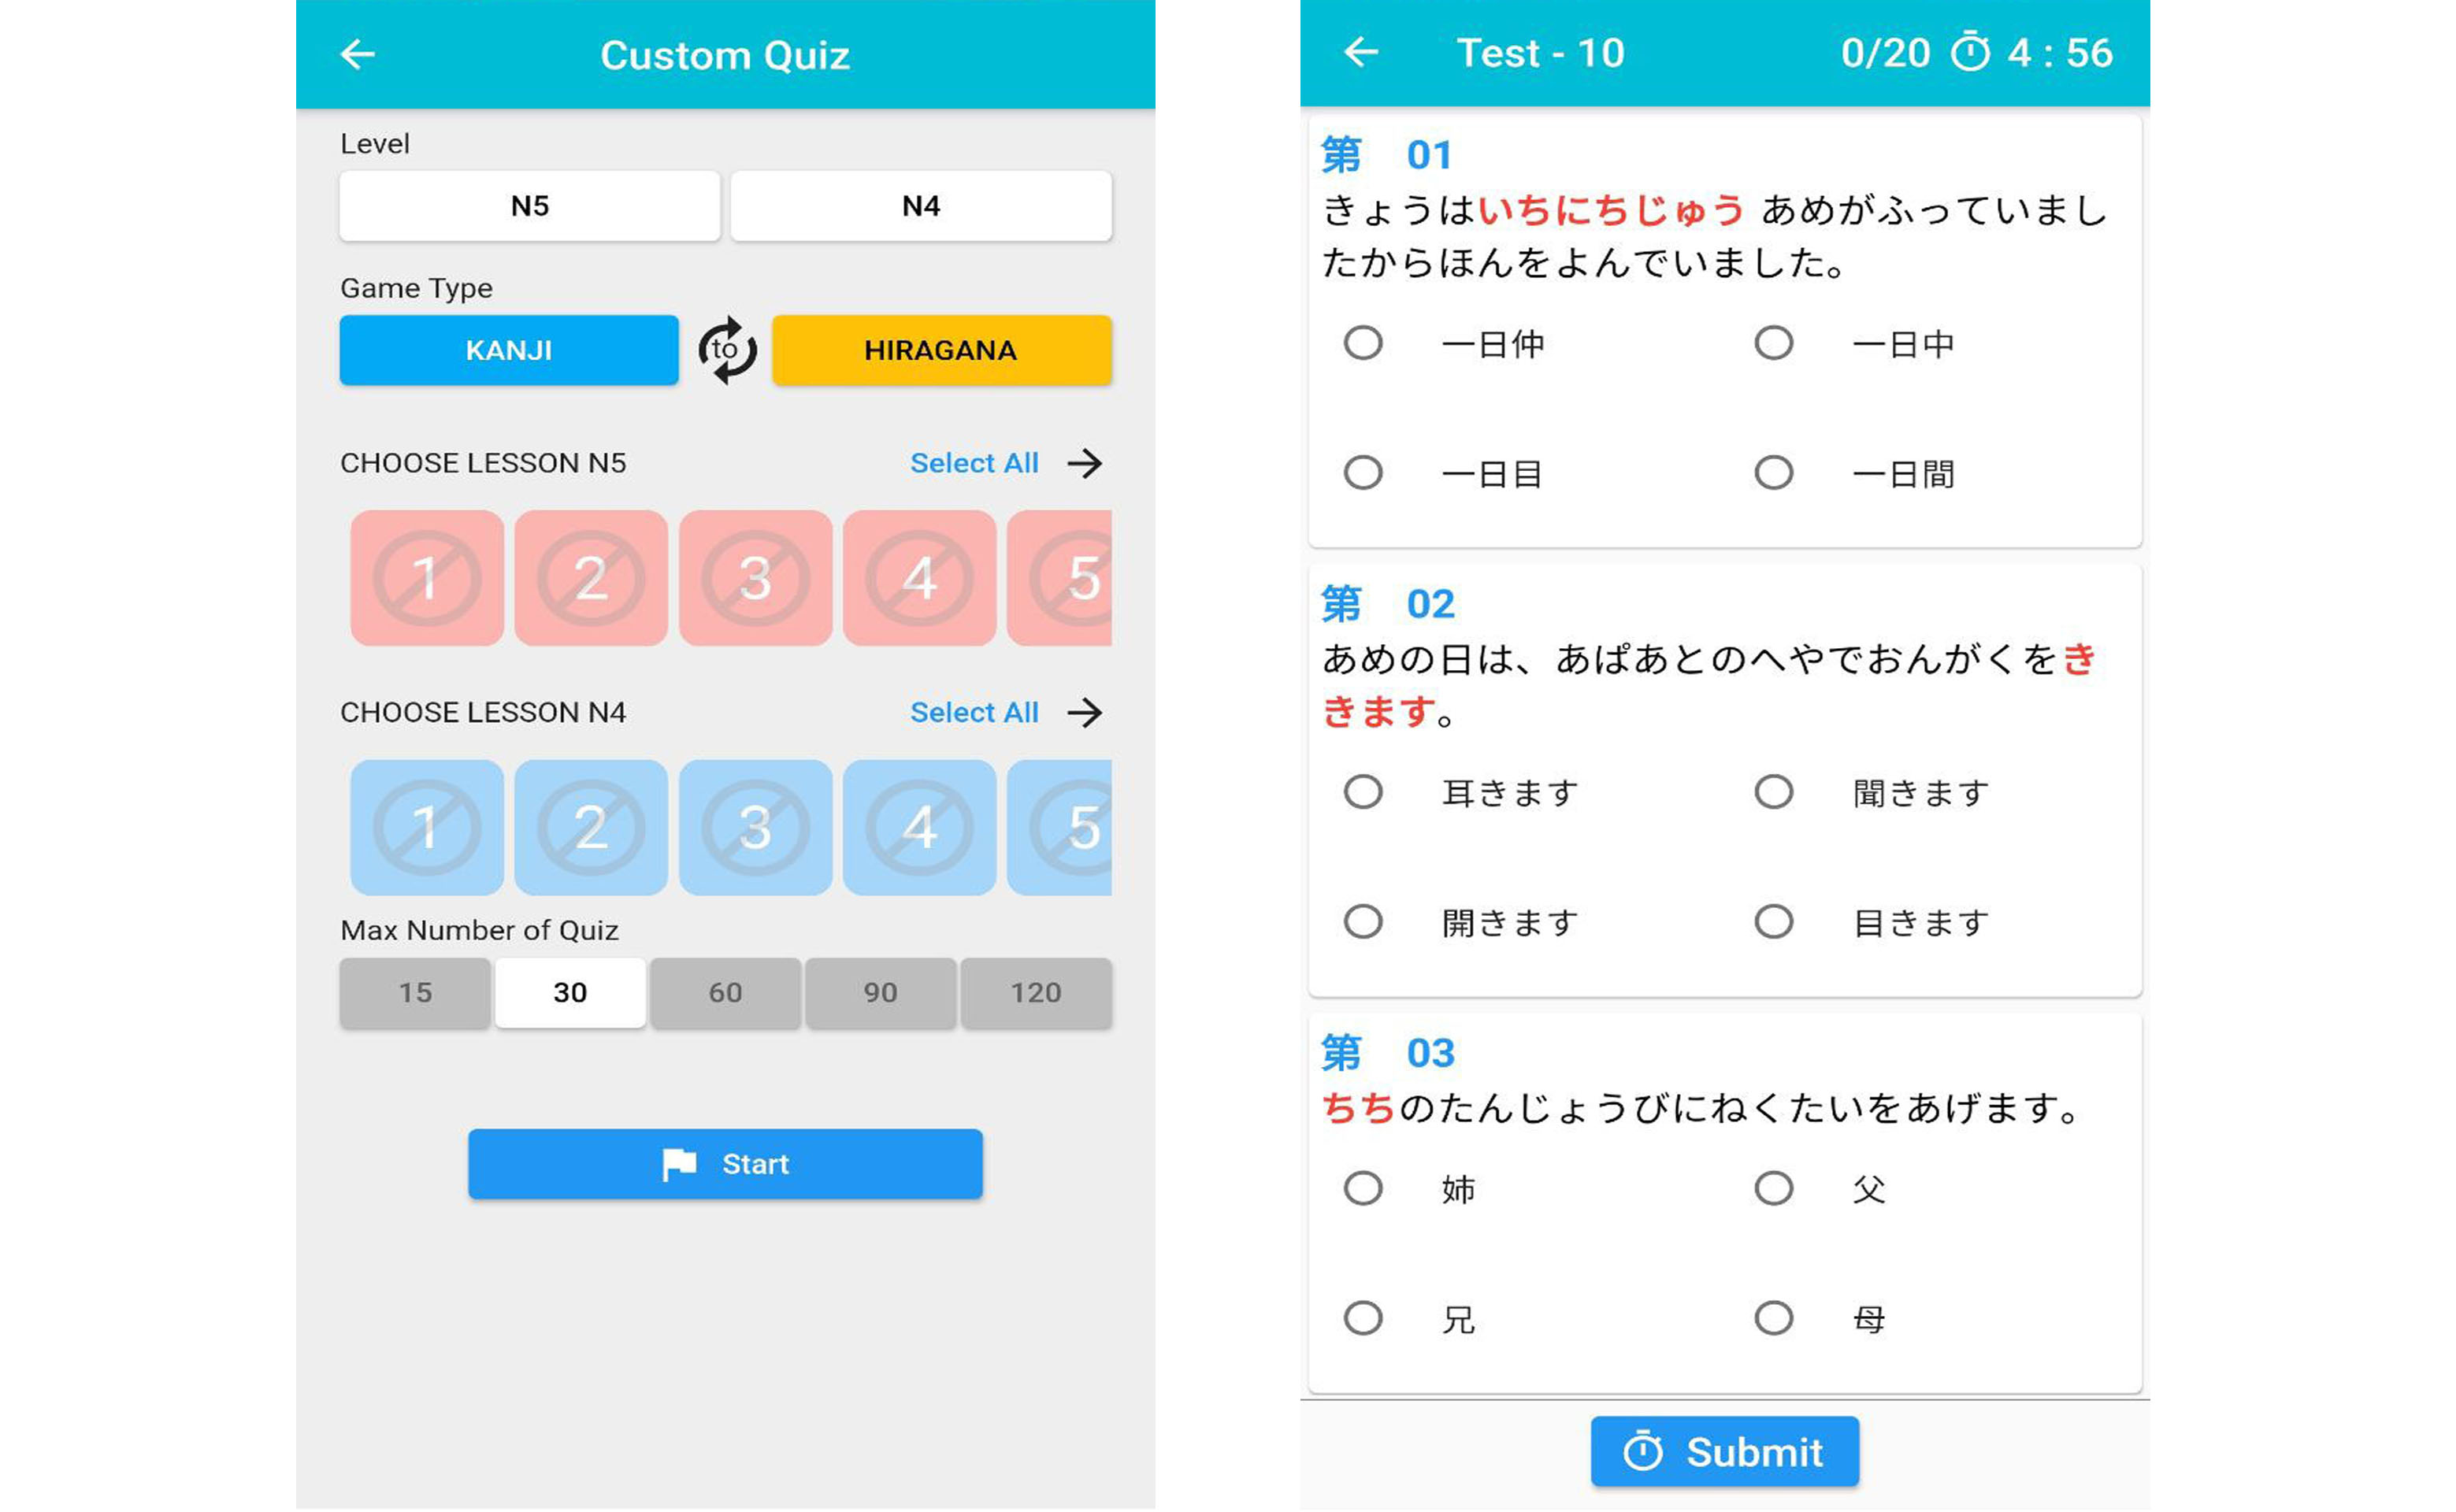 Custom Quiz
Level
N5
N4
Game Type
KANJI
to
HIRAGANA
CHOOSE LESSON N5
Select All
1
2
3
4
5
CHOOSE LESSON N4
Select All
1
2
3
4
5
Max Number of Quiz
15
30
60
90
120
Start
Test - 10
0/20
4 : 56
第 01
きょうはいちにちじゅう あめがふっていまし
たからほんをよんでいました。
一日仲
一日中
一日目
一日間
第 02
あめの日は、あぱあとのへやでおんがくをき
きます。
耳きます
聞きます
開きます
目きます
第 03
ちちのたんじょうびにねくたいをあげます。
姉
父
兄
母
Submit